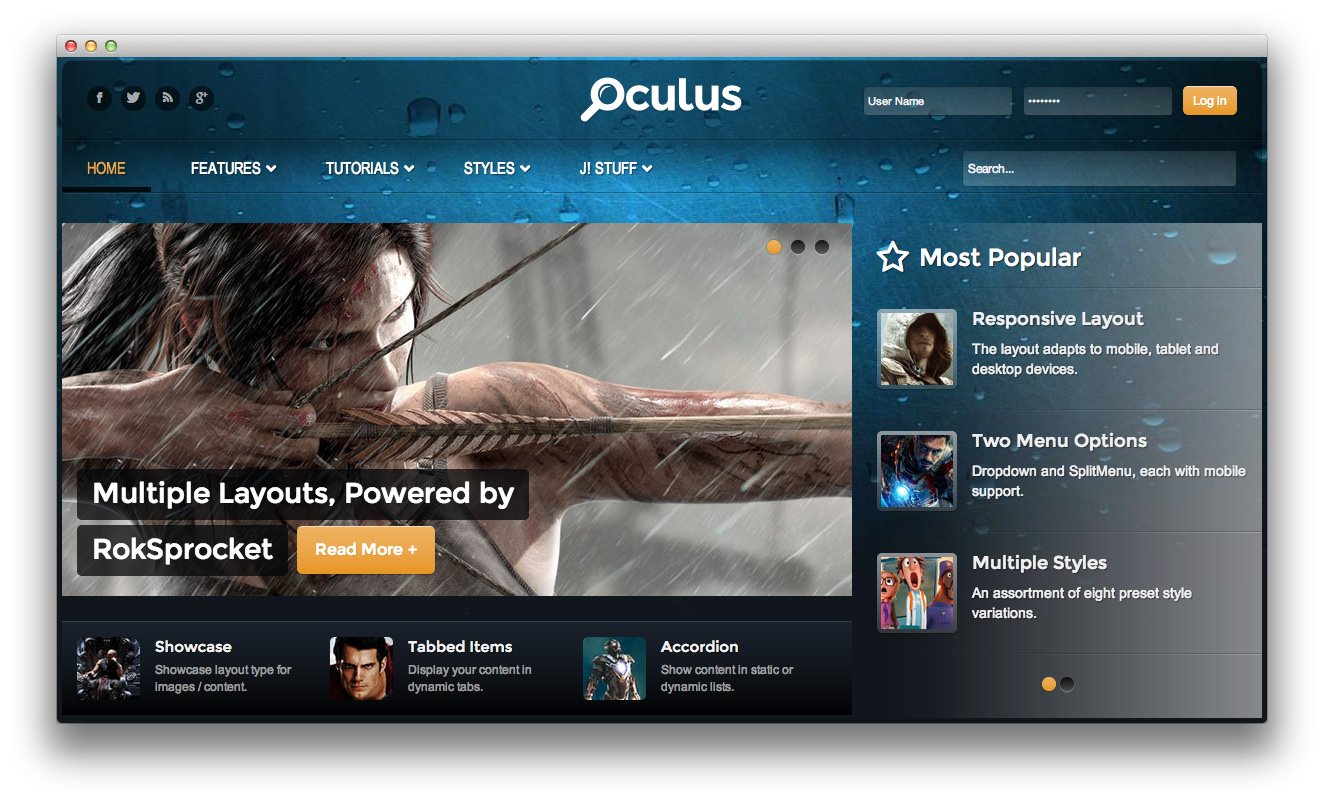 Oculus
User Name
••••••••
Log In
HOME
FEATURES
TUTORIALS
STYLES
J! STUFF
Search...
Multiple Layouts, Powered by
RokSprocket
Read More +
Most Popular
Responsive Layout
The layout adapts to mobile, tablet and
desktop devices.
Two Menu Options
Dropdown and SplitMenu, each with mobile
support.
Multiple Styles
An assortment of eight preset style
variations.
Showcase
Showcase layout type for
images / content.
Tabbed Items
Display your content in
dynamic tabs.
Accordion
Show content in static or
dynamic lists.